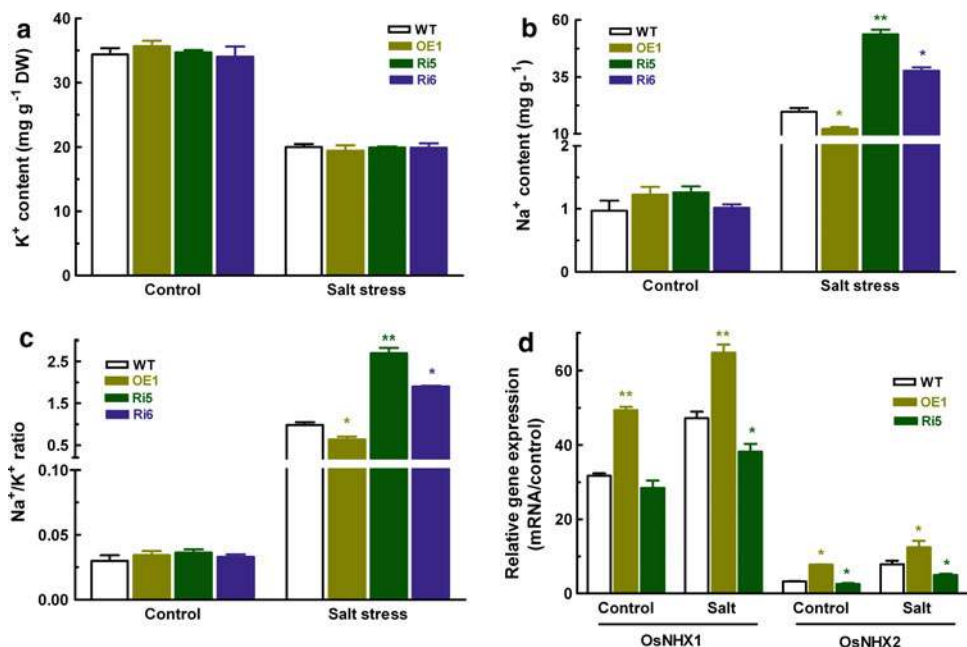 a
K⁺ content (mg g⁻¹ DW)
40
30
20
10
0
WT
OE1
Ri5
Ri6
Control
Salt stress
b
Na⁺ content (mg g⁻¹)
60
35
10
2
1
0
WT
OE1
Ri5
Ri6
*
**
*
Control
Salt stress
c
Na⁺/K⁺ ratio
2.5
1.5
0.5
0.10
0.05
0.00
WT
OE1
Ri5
Ri6
*
**
*
Control
Salt stress
d
Relative gene expression
(mRNA/control)
60
40
20
0
WT
OE1
Ri5
**
**
*
*
*
*
*
Control
Salt
Control
Salt
OsNHX1
OsNHX2